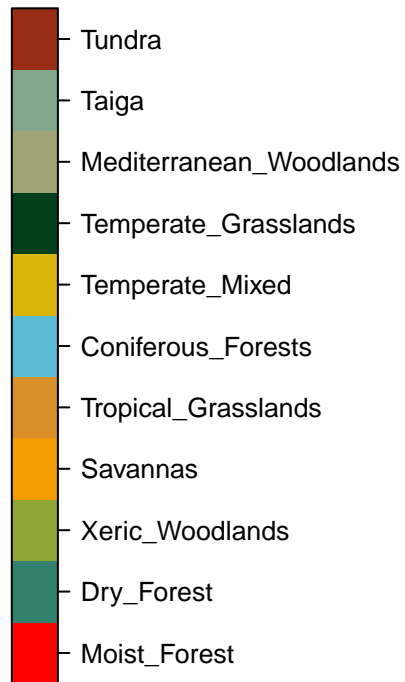 Tundra
Taiga
Mediterranean_Woodlands
Temperate_Grasslands
Temperate_Mixed
Coniferous_Forests
Tropical_Grasslands
Savannas
Xeric_Woodlands
Dry_Forest
Moist_Forest